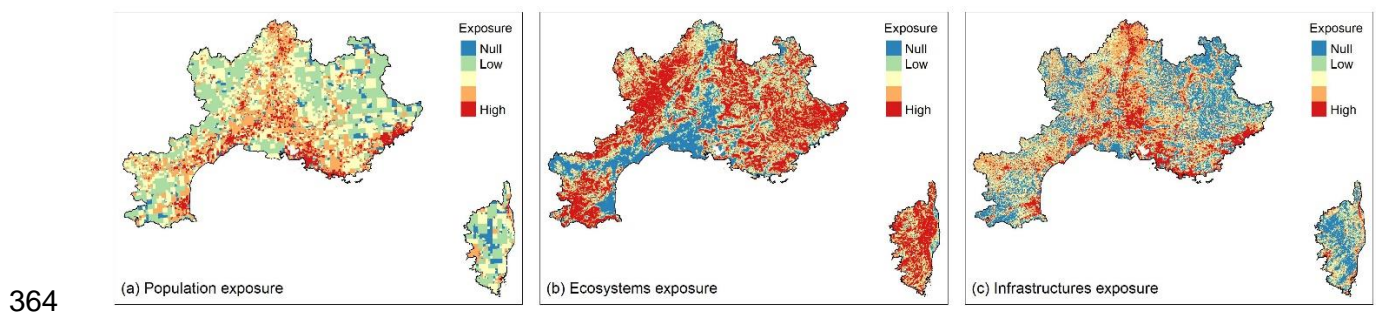 Exposure
Null
Low
High
(a) Population exposure
Exposure
Null
Low
High
(b) Ecosystems exposure
Exposure
Null
Low
High
(c) Infrastructures exposure
364